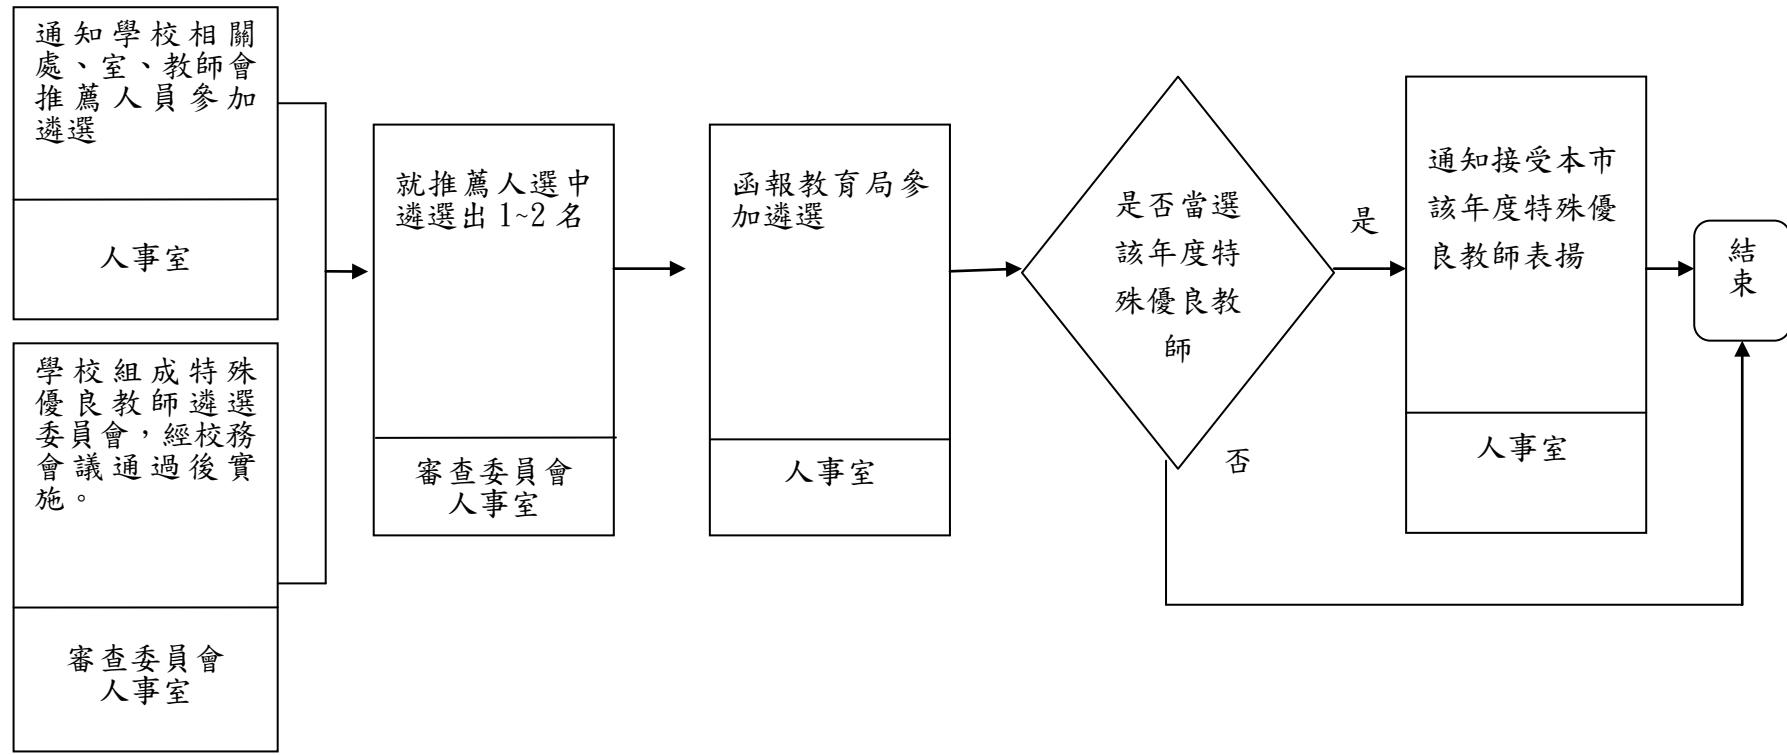 通知學校相關
處、室、教師會
推薦人員參加
遴選
人事室
學校組成特殊
優良教師遴選
委員會，經校務
會議通過後實
施。
審查委員會
人事室
就推薦人選中
遴選出 1~2 名
審查委員會
人事室
函報教育局參
加遴選
人事室
是否當選
該年度特
殊優良教
師
是
否
通知接受本市
該年度特殊優
良教師表揚
人事室
結
束